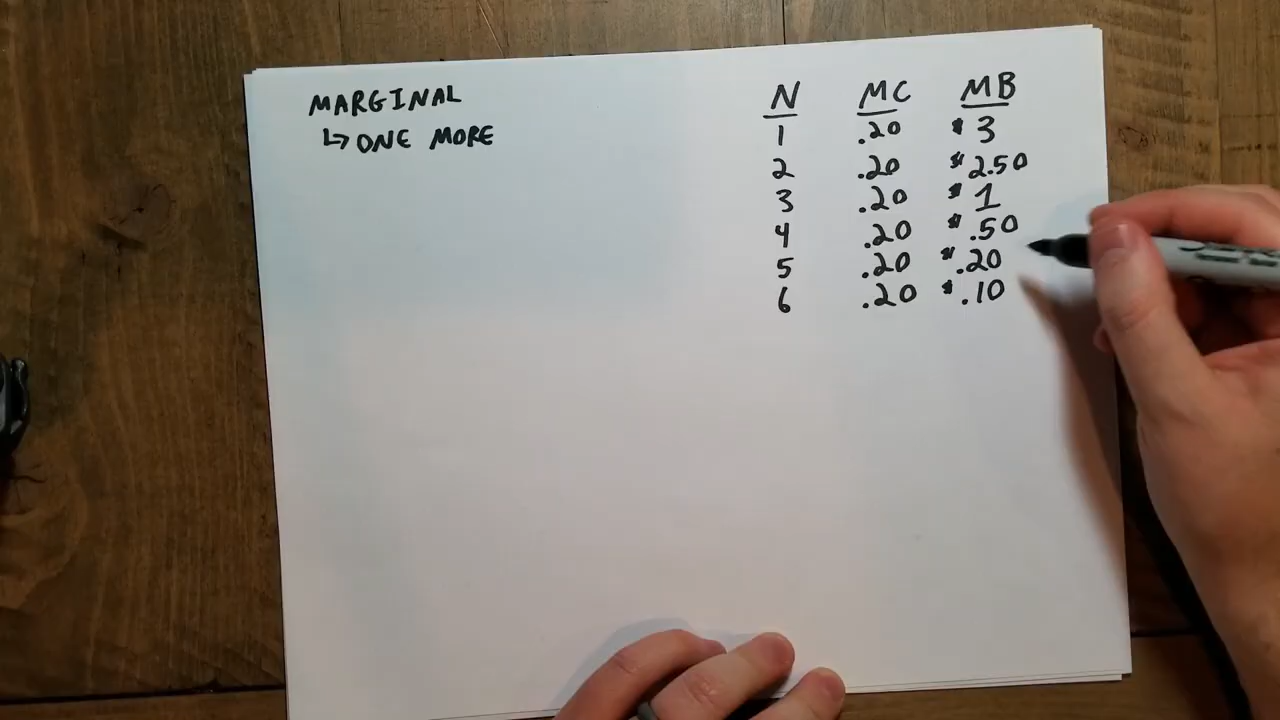 MARGINAL
↳ ONE MORE
N MC MB
1 .20 $3
2 .20 $2.50
3 .20 $1
4 .20 $.50
5 .20 $.20
6 .20 $.10